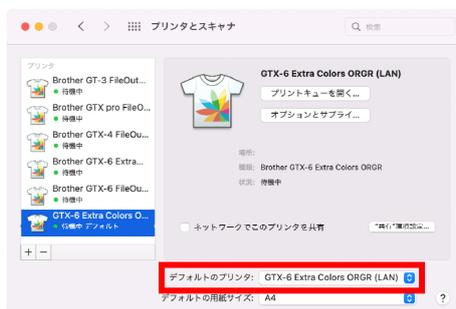 プリンタとスキャナ
検索
プリンタ
Brother GT-3 FileOut...
待機中
Brother GTX pro FileO...
待機中
Brother GTX-4 FileOu...
待機中
Brother GTX-6 Extra...
待機中
Brother GTX-6 FileOu...
待機中
GTX-6 Extra Colors O...
待機中 デフォルト
+ −
GTX-6 Extra Colors ORGR (LAN)
プリントキューを開く...
オプションとサプライ...
場所:
種類: Brother GTX-6 Extra Colors ORGR
状況: 待機中
ネットワークでこのプリンタを共有
"共有"環境設定...
デフォルトのプリンタ: GTX-6 Extra Colors ORGR (LAN)
デフォルトの用紙サイズ: A4
?